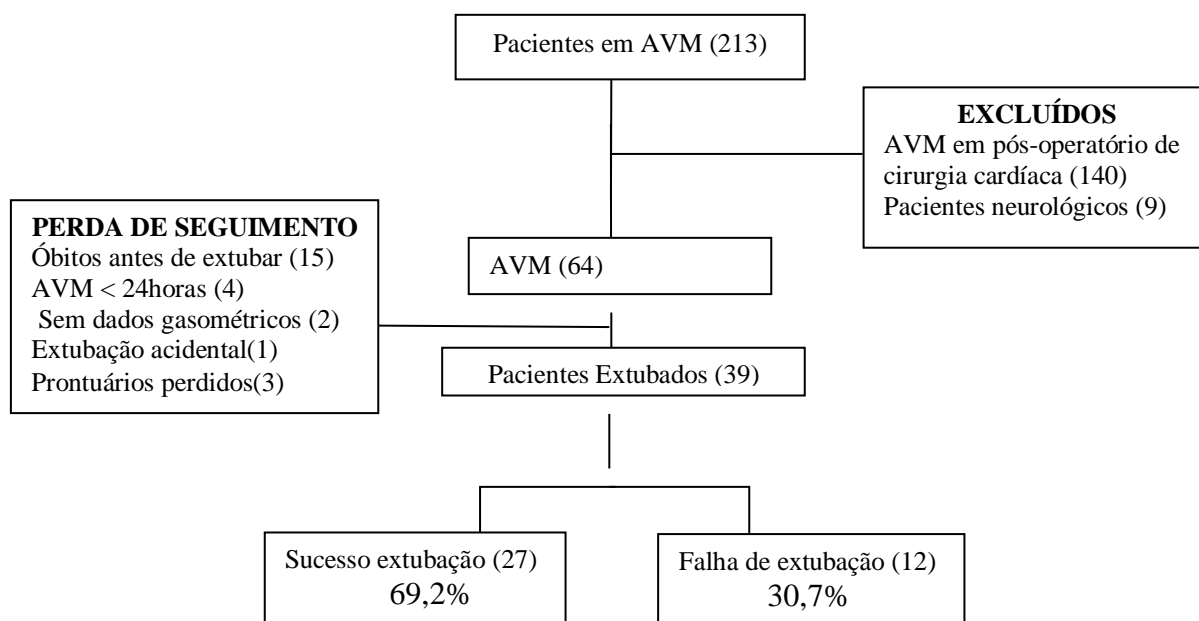 Pacientes em AVM (213)
EXCLUÍDOS
AVM em pós-operatório de
cirurgia cardíaca (140)
Pacientes neurológicos (9)
PERDA DE SEGUIMENTO
Óbitos antes de extubar (15)
AVM < 24horas (4)
Sem dados gasométricos (2)
Extubação acidental(1)
Prontuários perdidos(3)
AVM (64)
Pacientes Extubados (39)
Sucesso extubação (27)
69,2%
Falha de extubação (12)
30,7%